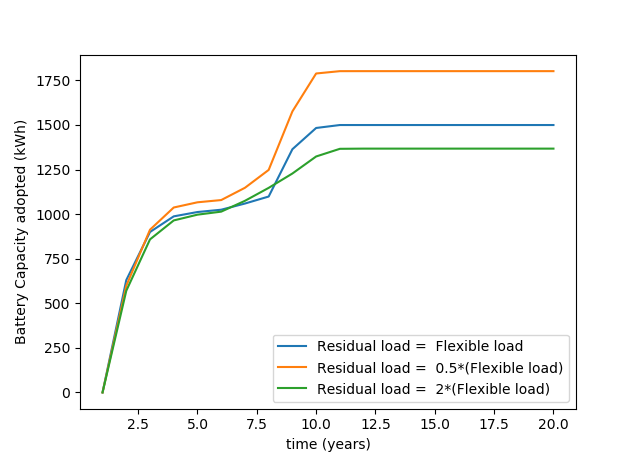 1750
1500
1250
1000
750
500
250
0
Battery Capacity adopted (kWh)
Residual load =  Flexible load
Residual load =  0.5*(Flexible load)
Residual load =  2*(Flexible load)
2.5 5.0 7.5 10.0 12.5 15.0 17.5 20.0
time (years)